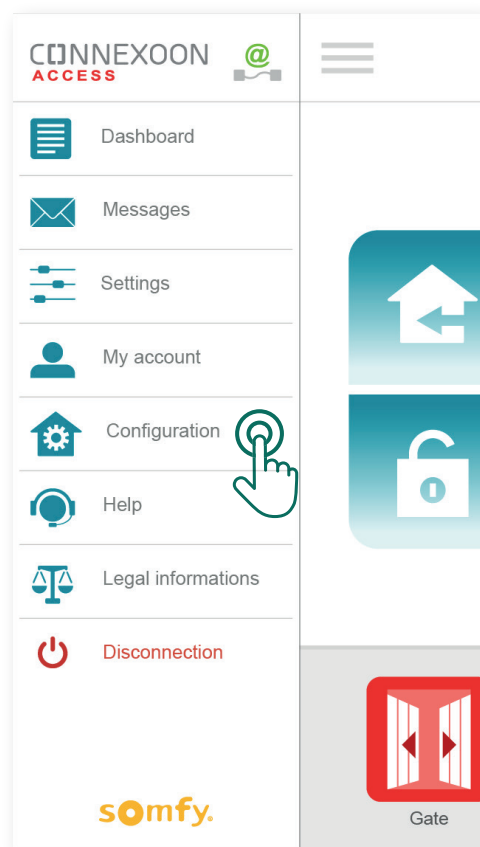 CONNEXOON
ACCESS
@
Dashboard
Messages
Settings
My account
Configuration
Help
Legal informations
Disconnection
somfy.
Gate